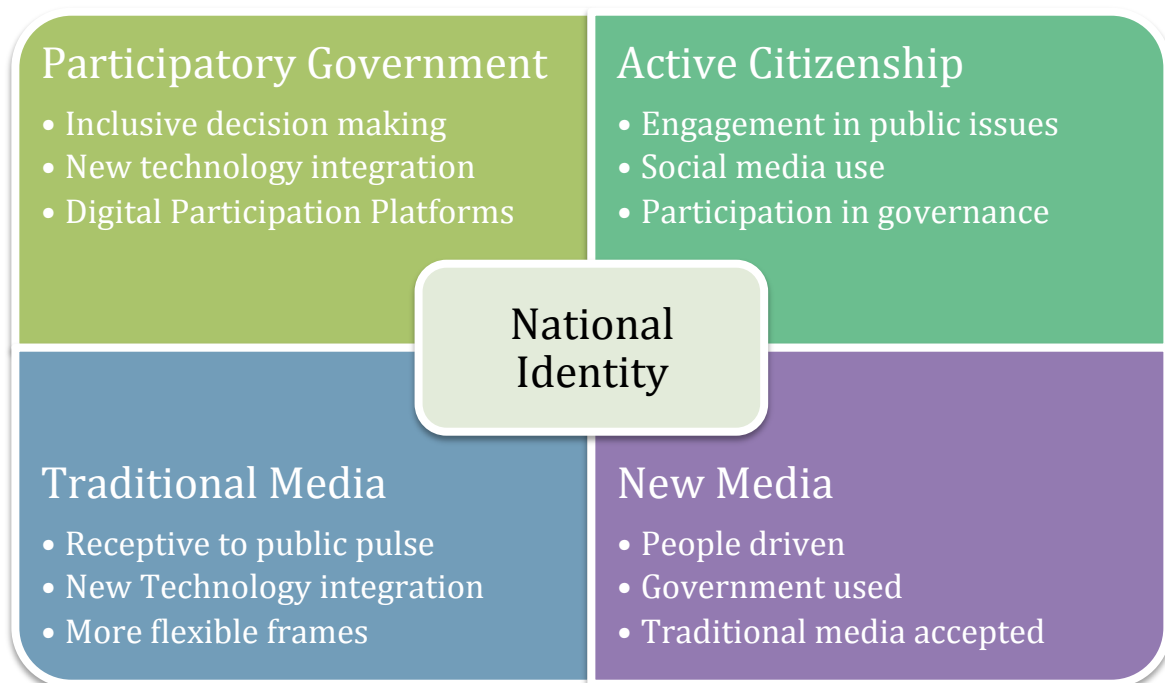 Participatory Government
• Inclusive decision making
• New technology integration
• Digital Participation Platforms
Active Citizenship
• Engagement in public issues
• Social media use
• Participation in governance
National
Identity
Traditional Media
• Receptive to public pulse
• New Technology integration
• More flexible frames
New Media
• People driven
• Government used
• Traditional media accepted